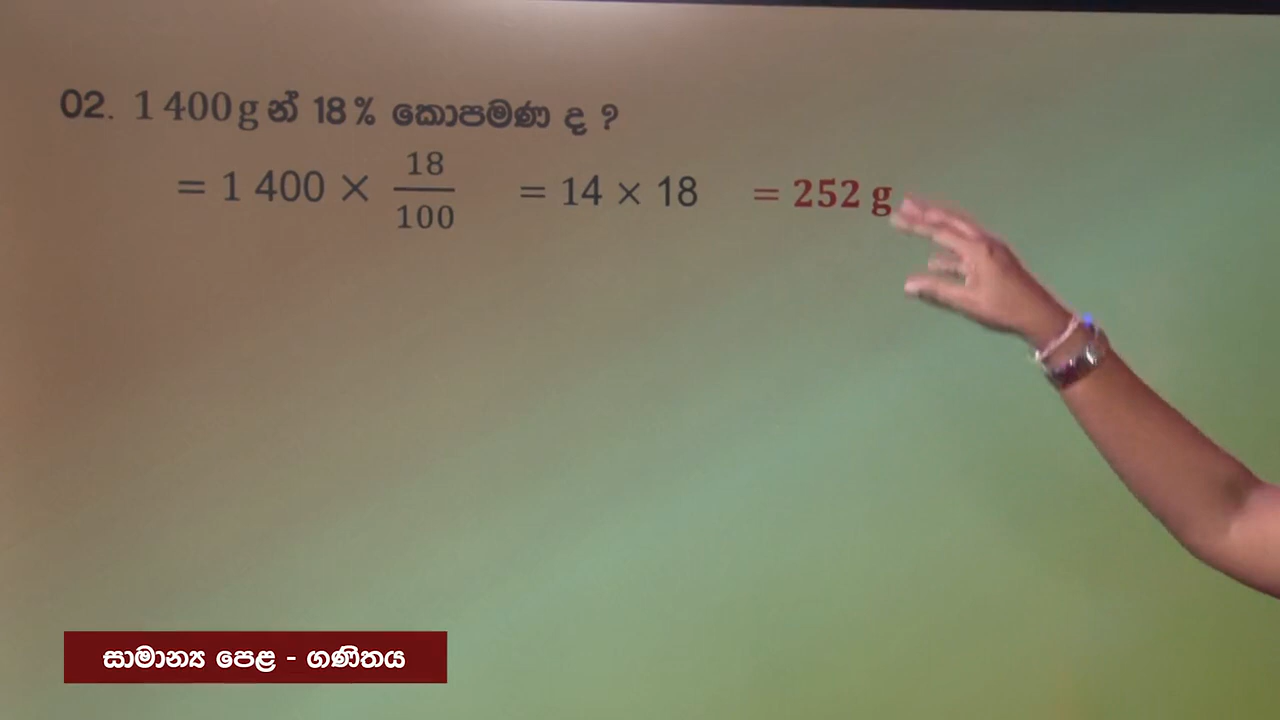 02. 1 400 g න් 18 % කොපමණ ද ?
= 1 400 × 18/100 = 14 × 18 = 252 g
සාමාන්‍ය පෙළ - ගණිතය